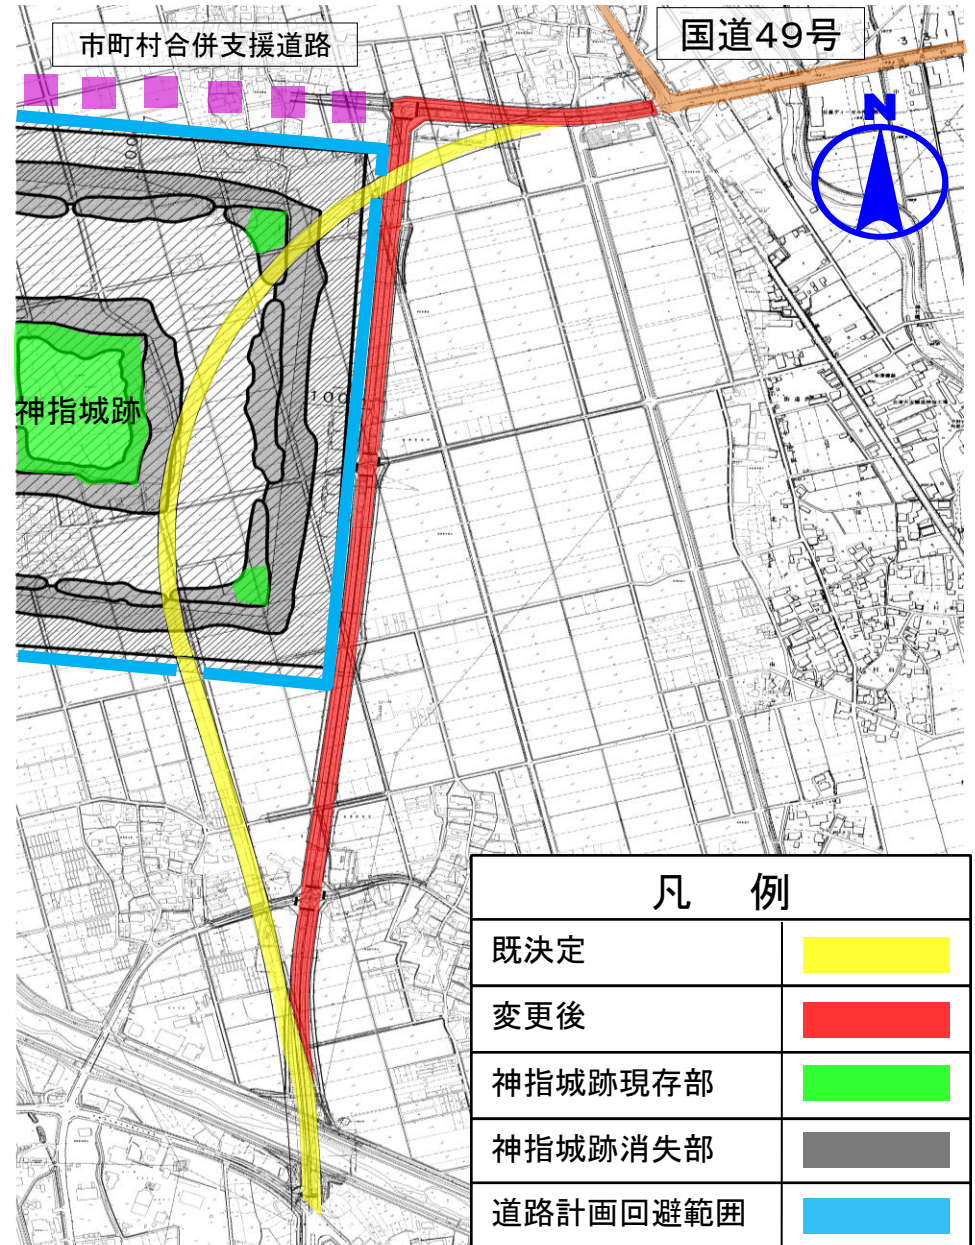 市町村合併支援道路
国道49号
N
神指城跡
100
凡 例
既決定
変更後
神指城跡現存部
神指城跡消失部
道路計画回避範囲